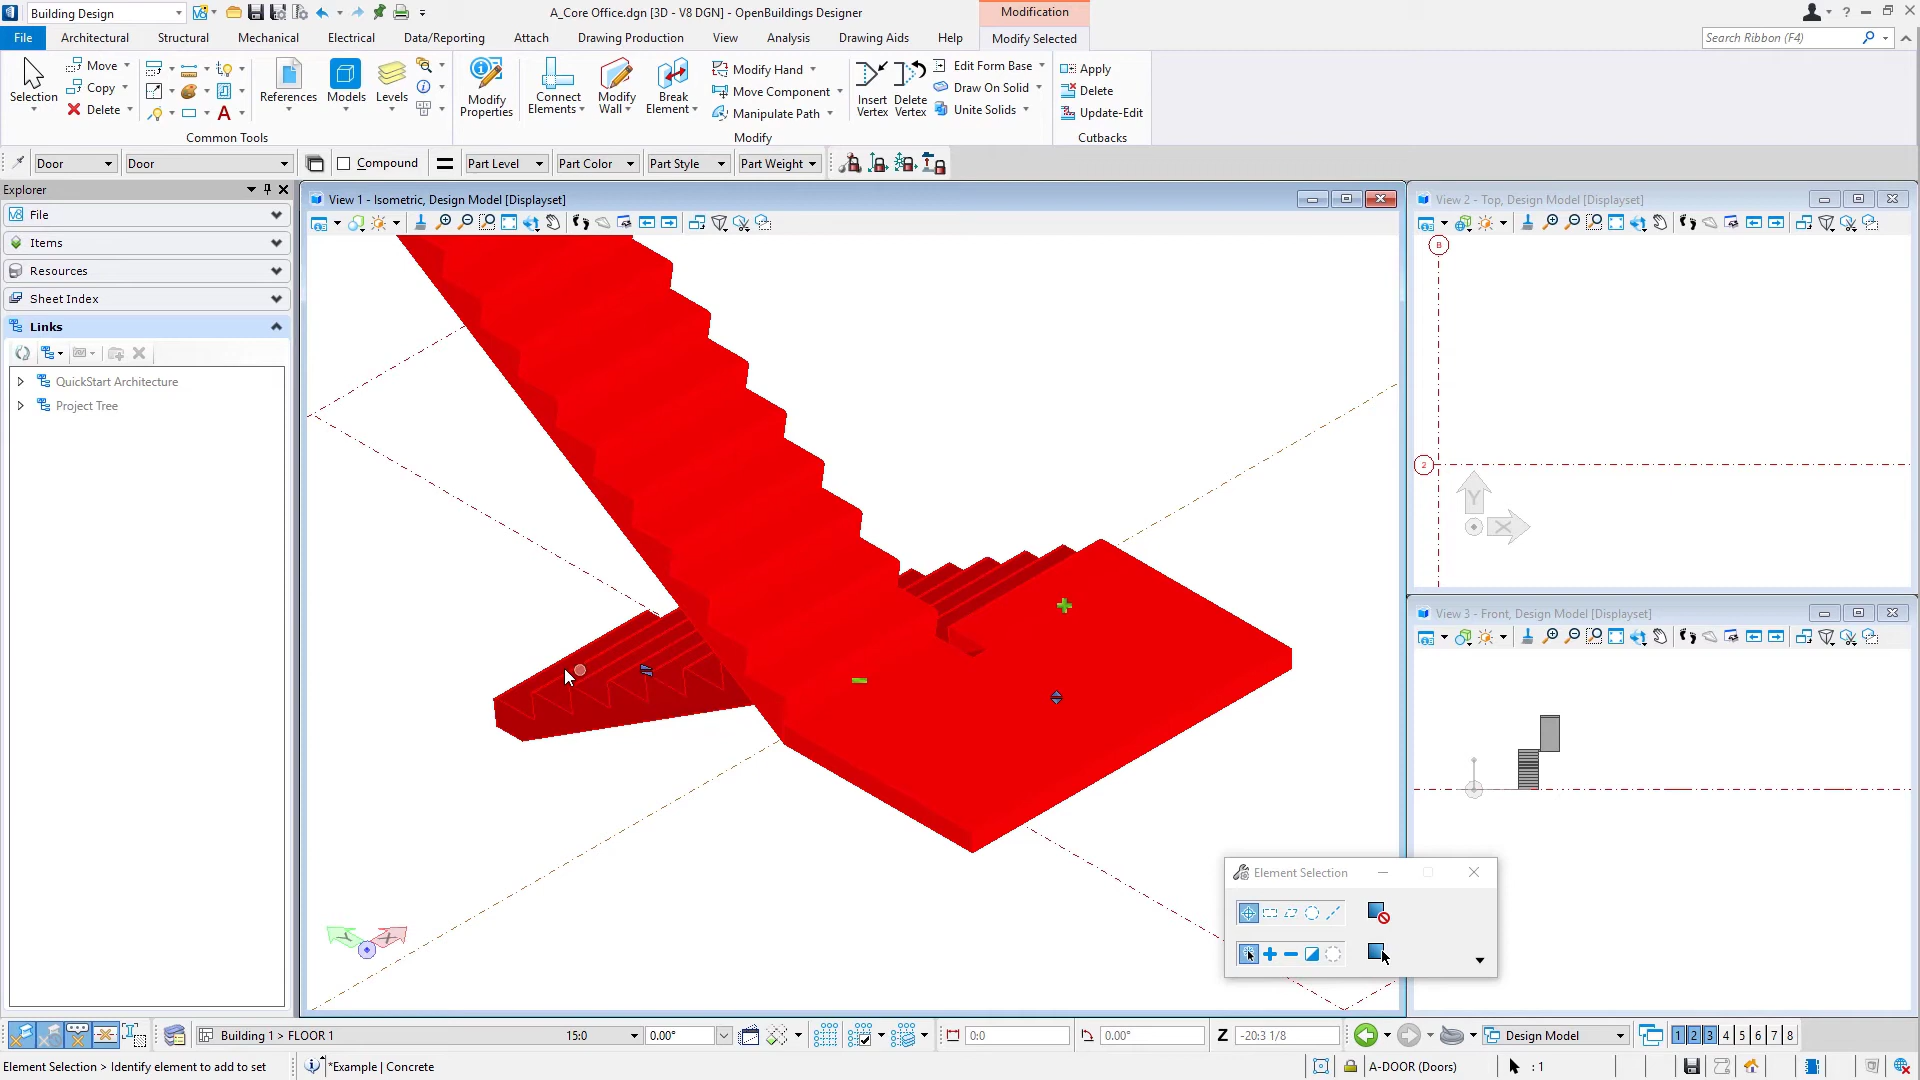 Building Design
A_Core Office.dgn [3D - V8 DGN] - OpenBuildings Designer
Modification
File
Architectural
Structural
Mechanical
Electrical
Data/Reporting
Attach
Drawing Production
View
Analysis
Drawing Aids
Help
Modify Selected
Search Ribbon (F4)
Selection
Move
Copy
Delete
References
Models
Levels
Common Tools
Modify Properties
Connect Elements
Modify Wall
Break Element
Modify Hand
Move Component
Manipulate Path
Insert Vertex
Delete Vertex
Edit Form Base
Draw On Solid
Unite Solids
Modify
Apply
Delete
Update-Edit
Cutbacks
Door
Door
Compound
Part Level
Part Color
Part Style
Part Weight
Explorer
File
Items
Resources
Sheet Index
Links
QuickStart Architecture
Project Tree
View 1 - Isometric, Design Model [Displayset]
View 2 - Top, Design Model [Displayset]
B
2
Y
X
View 3 - Front, Design Model [Displayset]
Y
X
Element Selection
Building 1 > FLOOR 1
15:0
0.00°
0:0
0.00°
Z
-20:3 1/8
Design Model
1 2 3 4 5 6 7 8
Element Selection > Identify element to add to set
*Example | Concrete
A-DOOR (Doors)
: 1